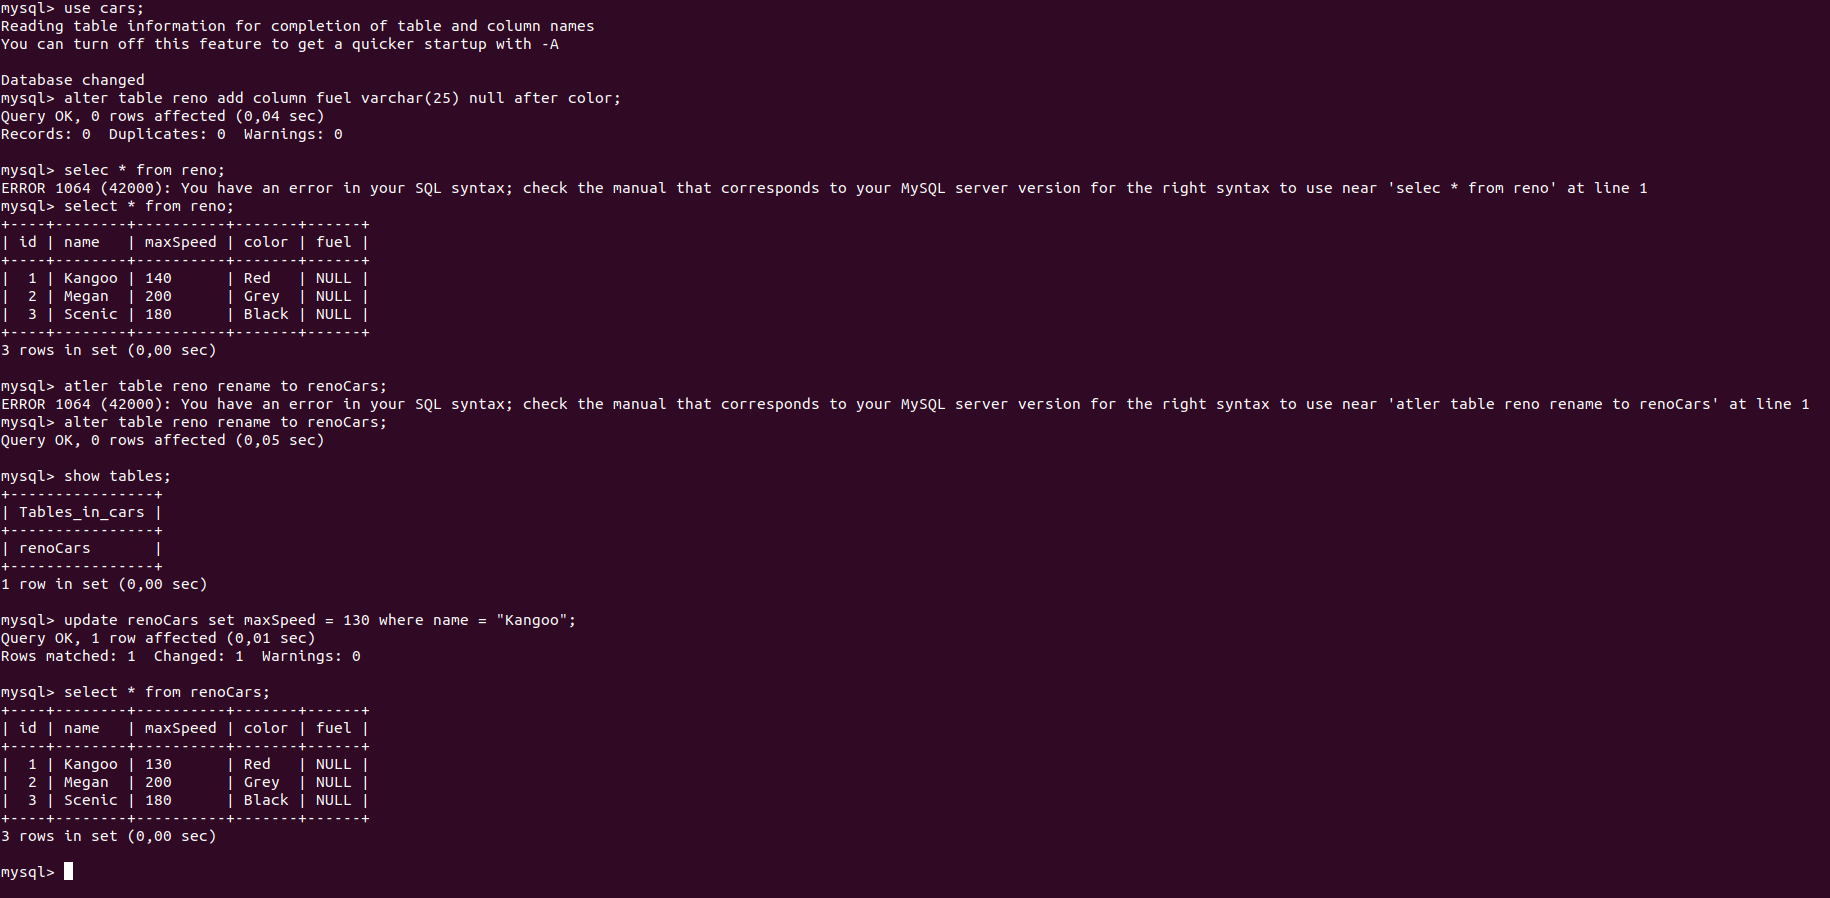 mysql> use cars;
Reading table information for completion of table and column names
You can turn off this feature to get a quicker startup with -A
Database changed
mysql> alter table reno add column fuel varchar(25) null after color;
Query OK, 0 rows affected (0,04 sec)
Records: 0  Duplicates: 0  Warnings: 0
mysql> selec * from reno;
ERROR 1064 (42000): You have an error in your SQL syntax; check the manual that corresponds to your MySQL server version for the right syntax to use near 'selec * from reno' at line 1
mysql> select * from reno;
+----+--------+----------+-------+------+
| id | name   | maxSpeed | color | fuel |
+----+--------+----------+-------+------+
|  1 | Kangoo | 140      | Red   | NULL |
|  2 | Megan  | 200      | Grey  | NULL |
|  3 | Scenic | 180      | Black | NULL |
+----+--------+----------+-------+------+
3 rows in set (0,00 sec)
mysql> atler table reno rename to renoCars;
ERROR 1064 (42000): You have an error in your SQL syntax; check the manual that corresponds to your MySQL server version for the right syntax to use near 'atler table reno rename to renoCars' at line 1
mysql> alter table reno rename to renoCars;
Query OK, 0 rows affected (0,05 sec)
mysql> show tables;
+----------------+
| Tables_in_cars |
+----------------+
| renoCars       |
+----------------+
1 row in set (0,00 sec)
mysql> update renoCars set maxSpeed = 130 where name = "Kangoo";
Query OK, 1 row affected (0,01 sec)
Rows matched: 1  Changed: 1  Warnings: 0
mysql> select * from renoCars;
+----+--------+----------+-------+------+
| id | name   | maxSpeed | color | fuel |
+----+--------+----------+-------+------+
|  1 | Kangoo | 130      | Red   | NULL |
|  2 | Megan  | 200      | Grey  | NULL |
|  3 | Scenic | 180      | Black | NULL |
+----+--------+----------+-------+------+
3 rows in set (0,00 sec)
mysql>